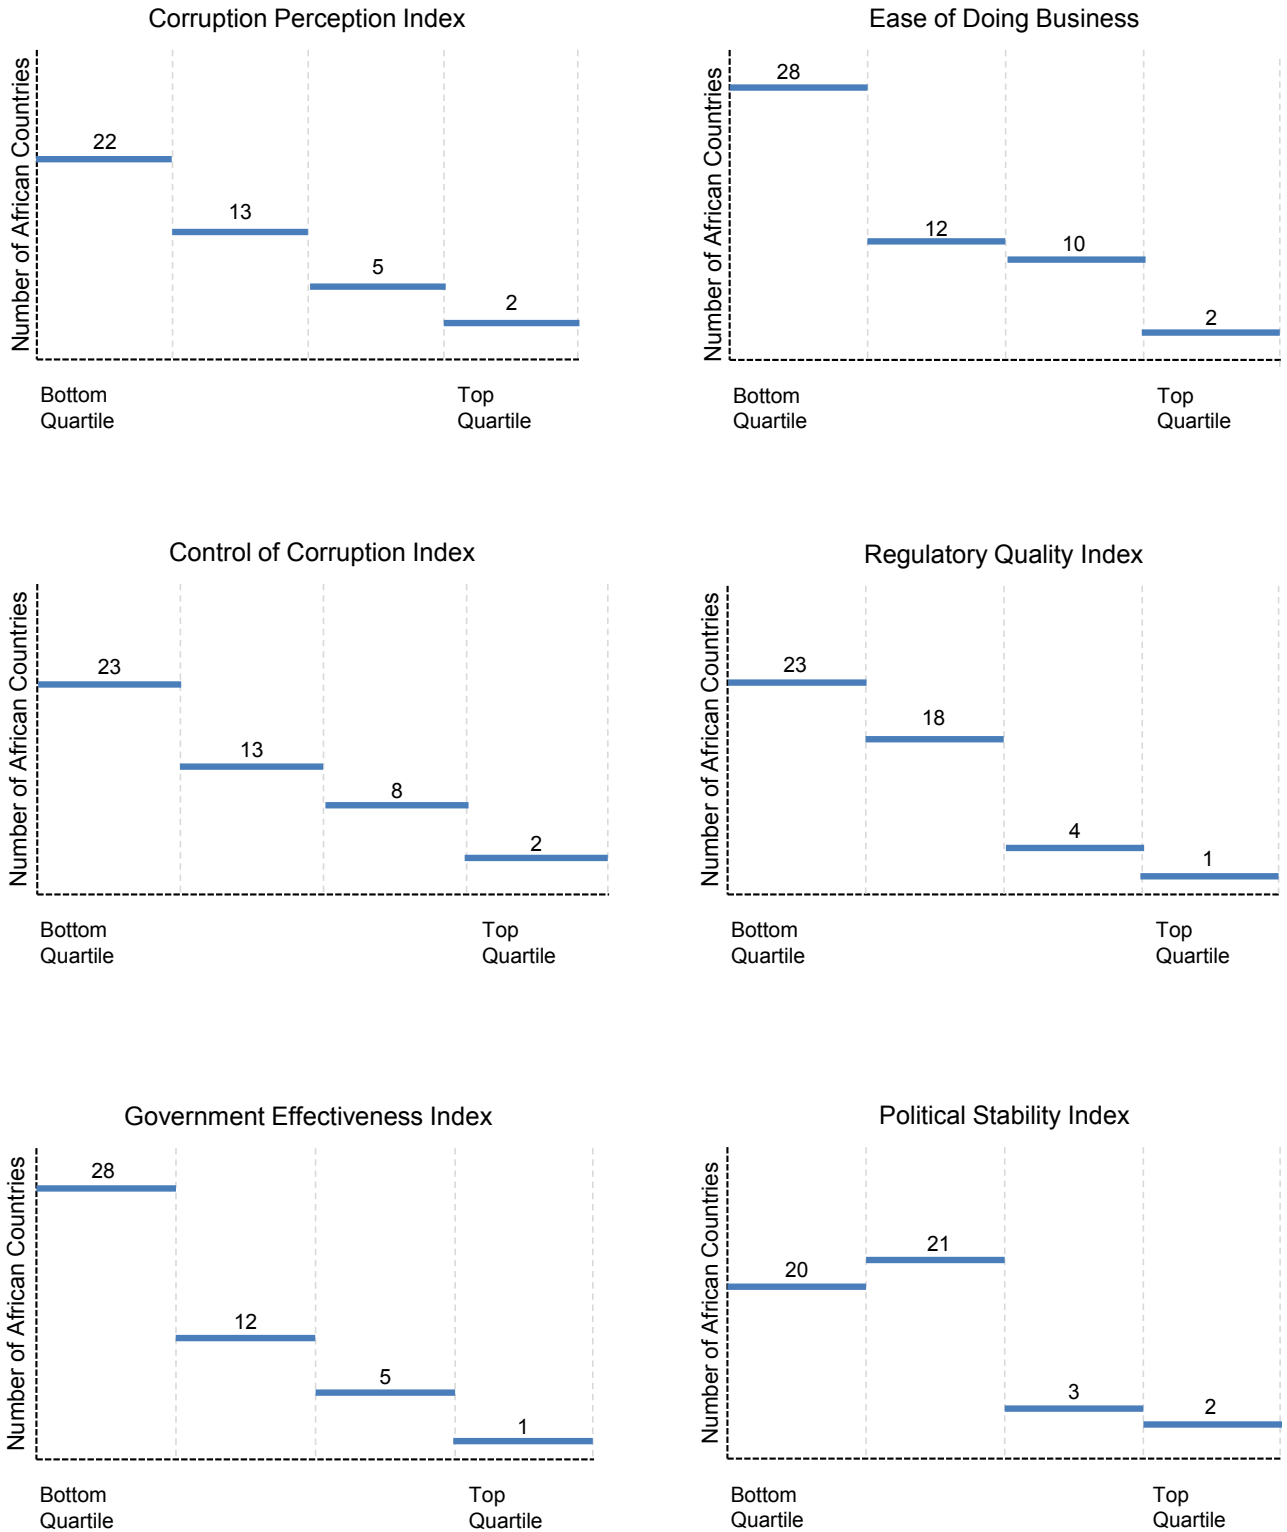 Corruption Perception Index
Number of African Countries
22
13
5
2
Bottom
Quartile
Top
Quartile
Ease of Doing Business
Number of African Countries
28
12
10
2
Bottom
Quartile
Top
Quartile
Control of Corruption Index
Number of African Countries
23
13
8
2
Bottom
Quartile
Top
Quartile
Regulatory Quality Index
Number of African Countries
23
18
4
1
Bottom
Quartile
Top
Quartile
Government Effectiveness Index
Number of African Countries
28
12
5
1
Bottom
Quartile
Top
Quartile
Political Stability Index
Number of African Countries
20
21
3
2
Bottom
Quartile
Top
Quartile